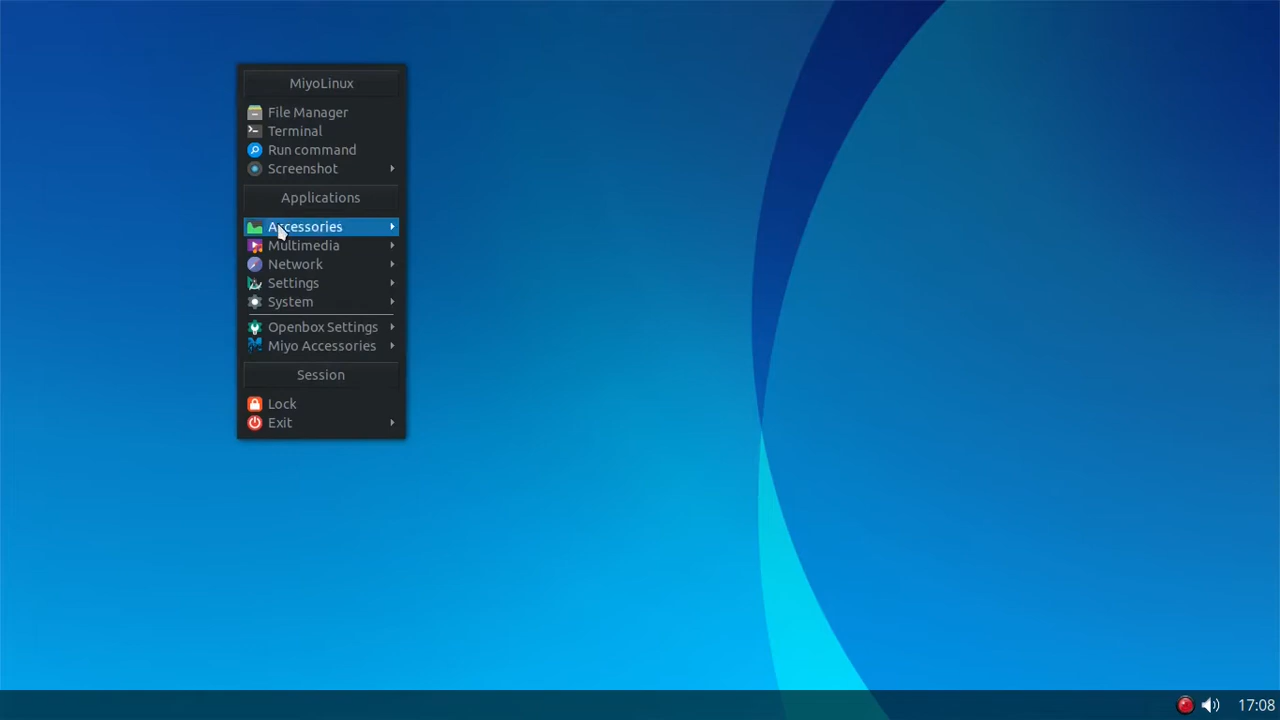 MiyoLinux
File Manager
Terminal
Run command
Screenshot
Applications
Accessories
Multimedia
Network
Settings
System
Openbox Settings
Miyo Accessories
Session
Lock
Exit
17:08